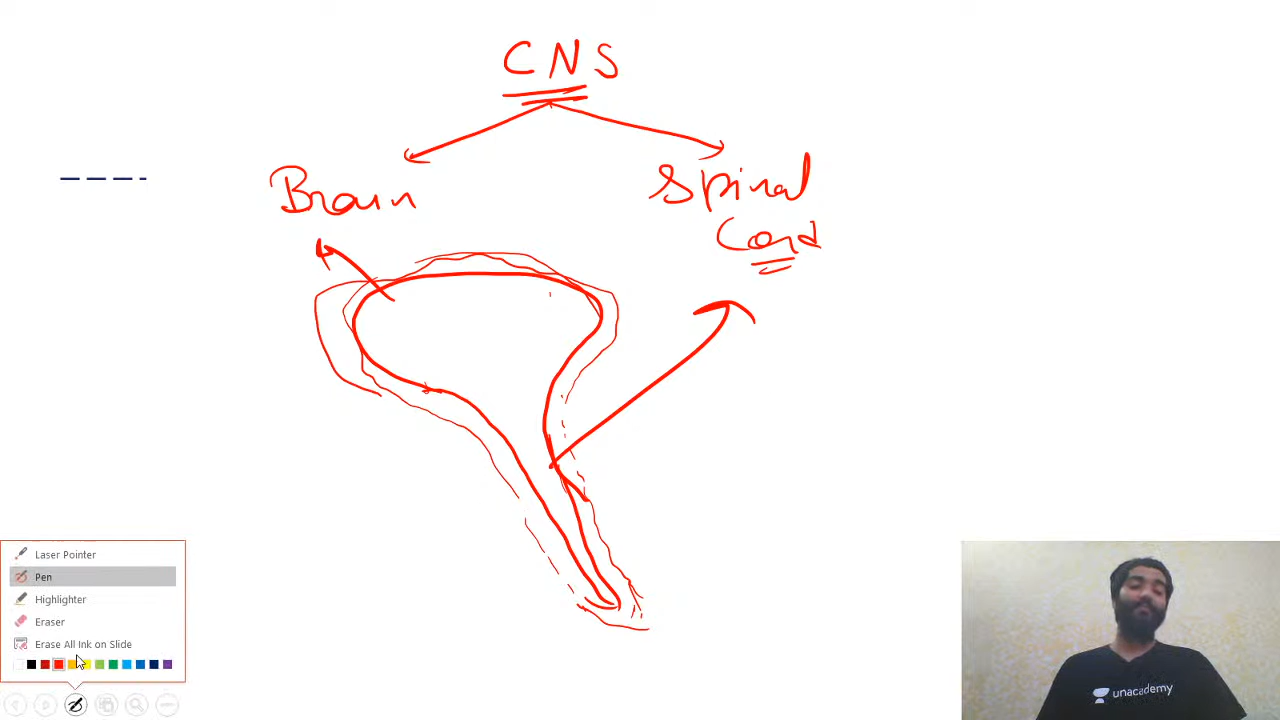 CNS
Brain
Spinal
Cord
Laser Pointer
Pen
Highlighter
Eraser
Erase All Ink on Slide
unacademy